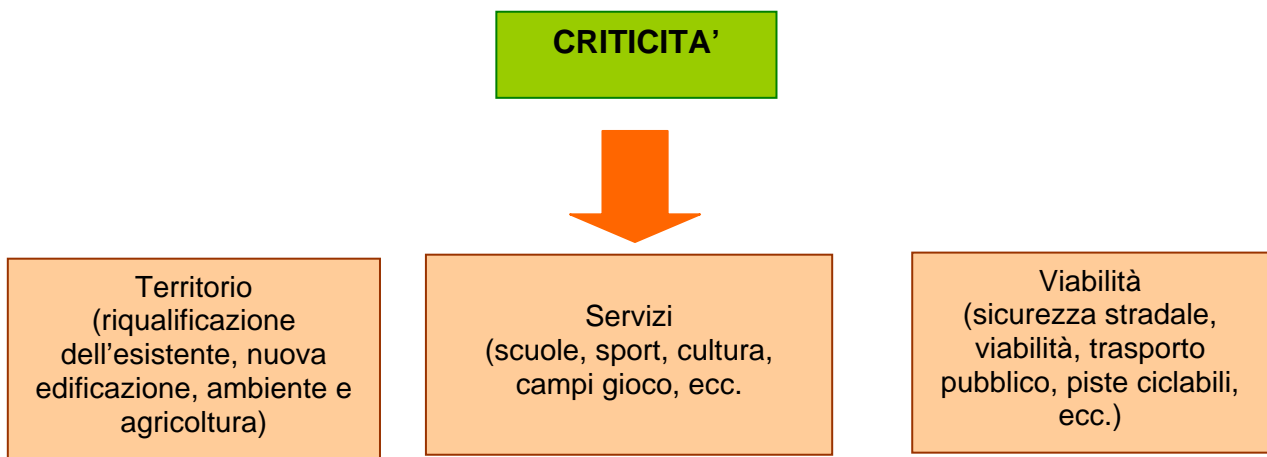 CRITICITA’
Territorio
(riqualificazione
dell’esistente, nuova
edificazione, ambiente e
agricoltura)
Servizi
(scuole, sport, cultura,
campi gioco, ecc.
Viabilità
(sicurezza stradale,
viabilità, trasporto
pubblico, piste ciclabili,
ecc.)